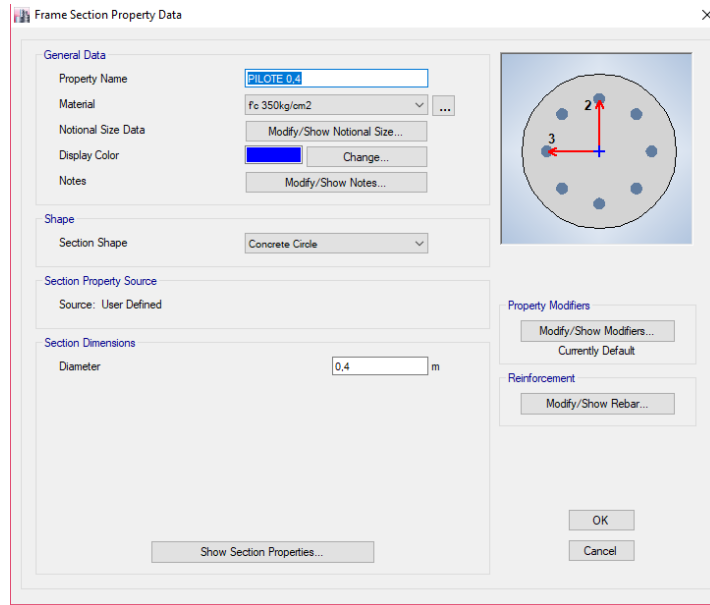 Frame Section Property Data
General Data
Property Name PILOTE 0,4
Material f'c 350kg/cm2 ...
Notional Size Data Modify/Show Notional Size...
Display Color Change...
Notes Modify/Show Notes...
Shape
Section Shape Concrete Circle
Section Property Source
Source: User Defined
Section Dimensions
Diameter 0,4 m
Show Section Properties...
2
3
Property Modifiers
Modify/Show Modifiers...
Currently Default
Reinforcement
Modify/Show Rebar...
OK
Cancel